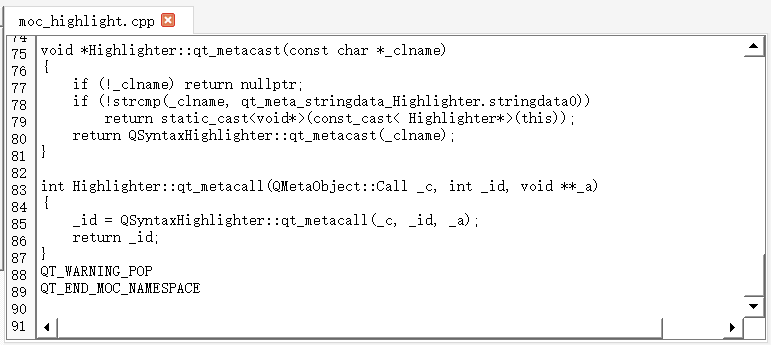 moc_highlight.cpp
74
75 void *Highlighter::qt_metacast(const char *_clname)
76 {
77     if (!_clname) return nullptr;
78     if (!strcmp(_clname, qt_meta_stringdata_Highlighter.stringdata0))
79         return static_cast<void*>(const_cast< Highlighter*>(this));
80     return QSyntaxHighlighter::qt_metacast(_clname);
81 }
82
83 int Highlighter::qt_metacall(QMetaObject::Call _c, int _id, void **_a)
84 {
85     _id = QSyntaxHighlighter::qt_metacall(_c, _id, _a);
86     return _id;
87 }
88 QT_WARNING_POP
89 QT_END_MOC_NAMESPACE
90
91